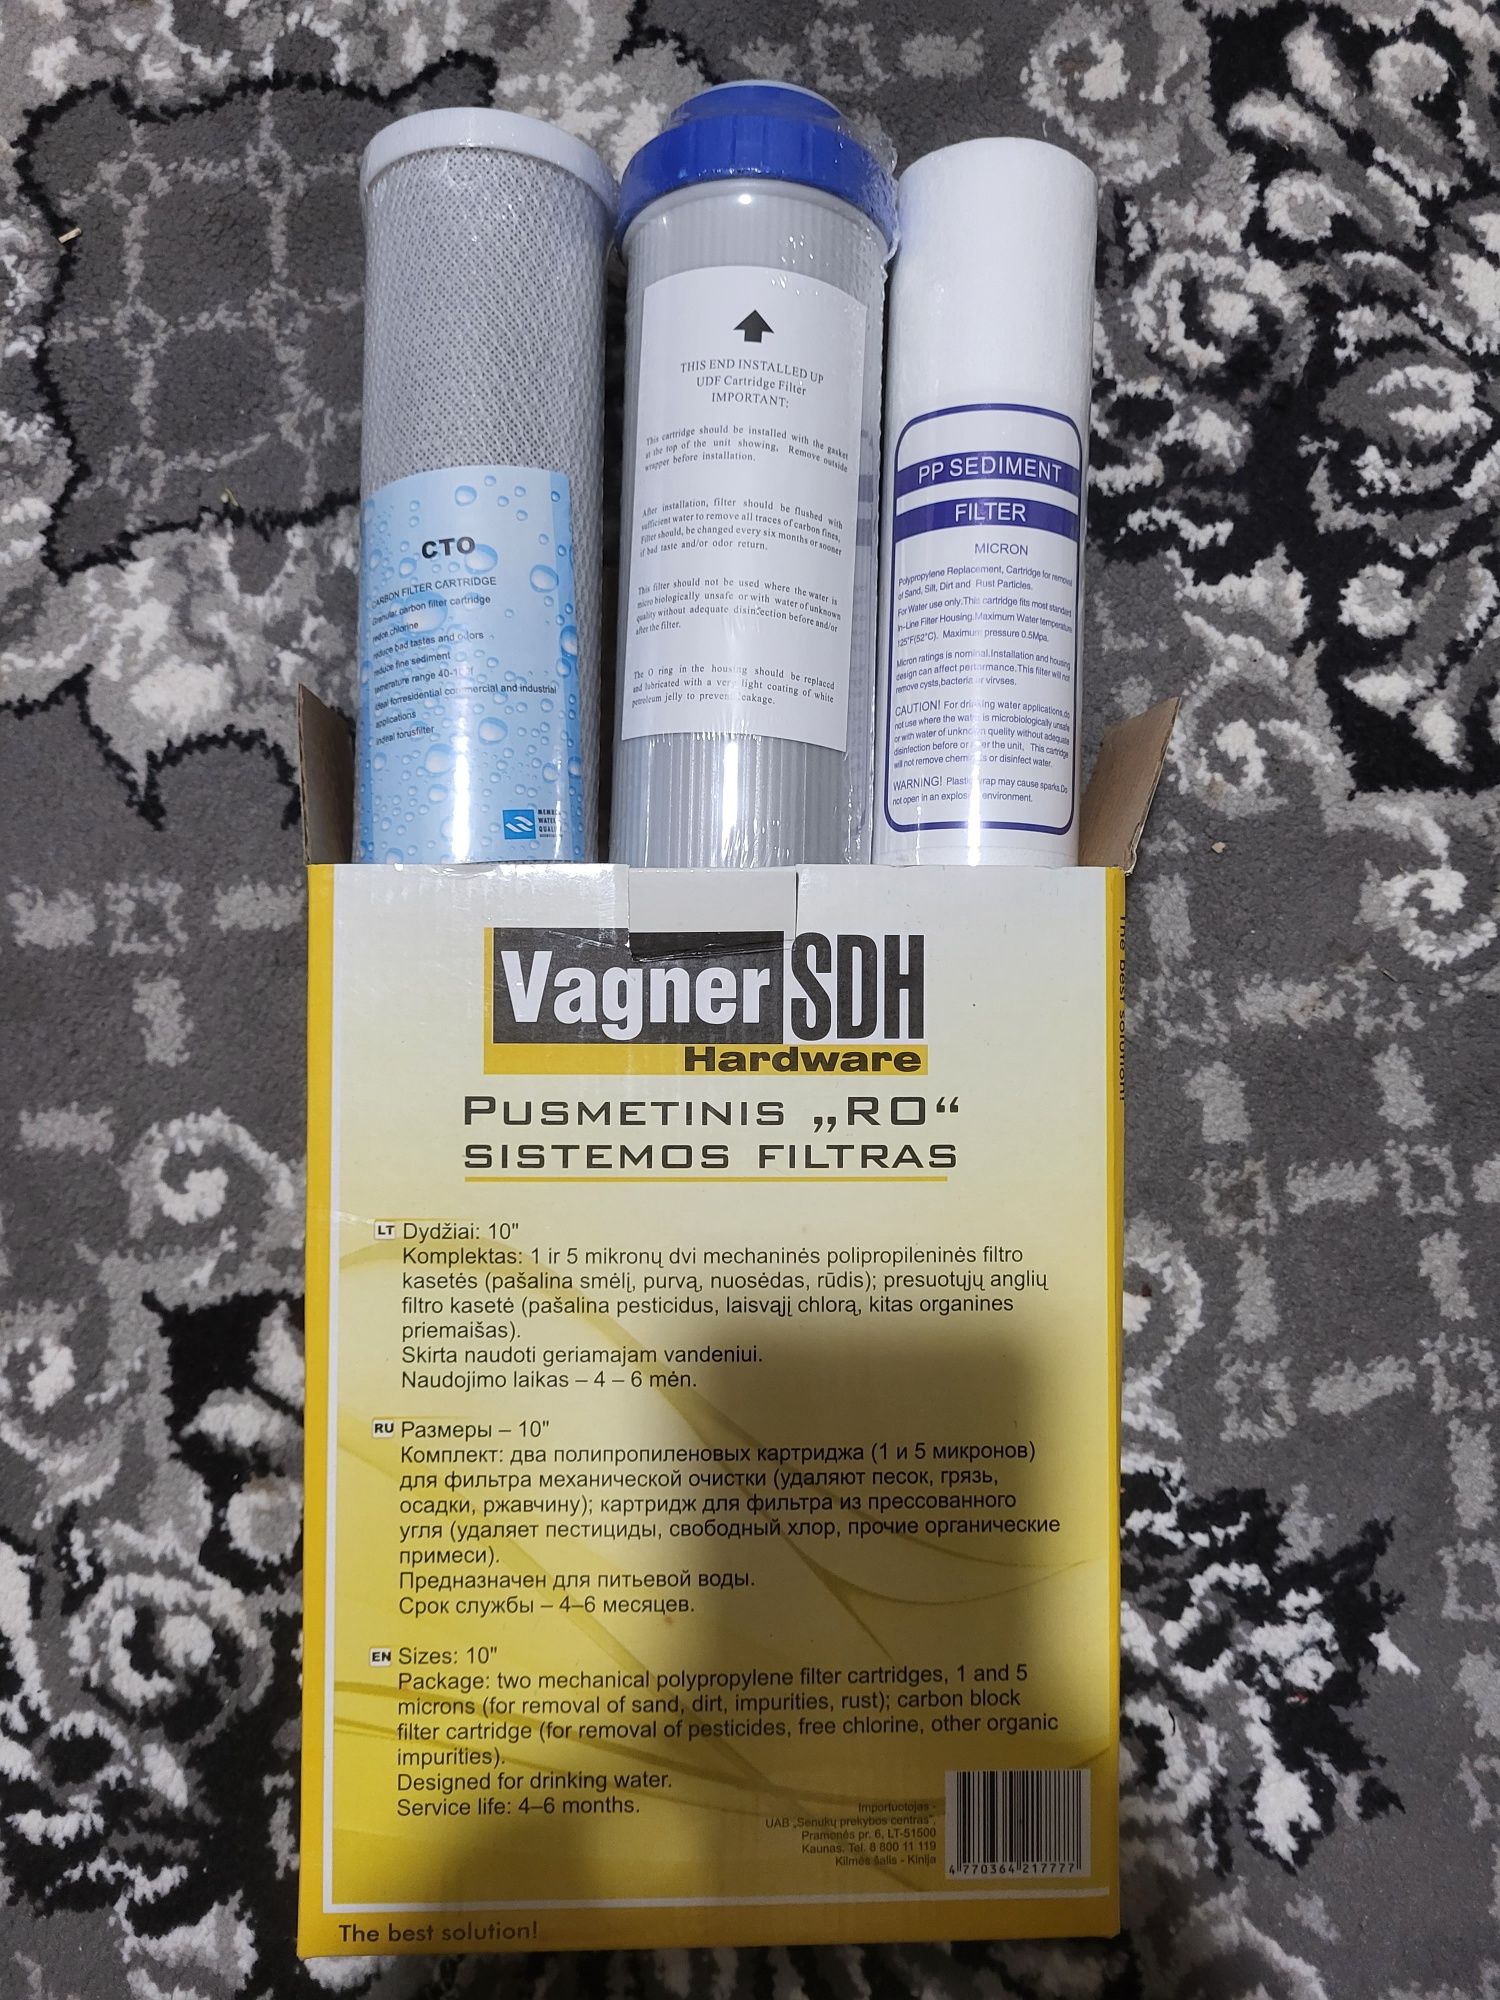 CTO
CARBON FILTER CARTRIDGE
Granular carbon filter cartridge
redce chlorine
reduce bad tastes and odors
reduce fine sediment
temerature range 40-
ideal forresidential commercial and industrial
applications
indeal torusfilter
THIS END INSTALLED UP
UDF Cartridge Filter
IMPORTANT:
This cartridge should be installed with the gasket
at the top of the unit showing, Remove outside
wrapper before installation.
After installation, filter should be flushed with
sufficient water to remove all traces of carbon fines,
Filter should, be changed every six months or sooner
if bad taste and/or odor return.
This filter should not be used where the water is
micro biologically unsafe or with water of unknown
quality without adequate disinfection before and/or
after the filter.
The O ring in the housing should be replaced
and lubricated with a very light coating of white
petroleum jelly to prevent leakage.
PP SEDIMENT
FILTER
MICRON
Polypropylene Replacement, Cartridge for removal
of Sand, Silt, Dirt and Rust Particles.
For Water use only.This cartridge fits most standard
In-Line Filter Housing.Maximum Water temperature
125°F(52°C). Maximum pressure 0.5Mpa.
Micron ratings is nominal.Installation and housing
design can affect performance.This filter will not
remove cysts,bacteria or virvses.
CAUTION! For drinking water applications,do
not use where the water is microbiologically unsafe
or with water of unknown quelity without adequate
disinfection before or after the unit, This cartridge
will not remove chemicals or disinfect water.
WARNING! Plastic wrap may cause sparks.Do
not open in an explosive environment.
Vagner SDH
Hardware
The best solution!
PUSMETINIS „RO“
SISTEMOS FILTRAS
LT Dydžiai: 10"
Komplektas: 1 ir 5 mikronų dvi mechaninės polipropileninės filtro
kasetės (pašalina smėlį, purvą, nuosėdas, rūdis); presuotųjų anglių
filtro kasetė (pašalina pesticidus, laisvąjį chlorą, kitas organines
priemaišas).
Skirta naudoti geriamajam vandeniui.
Naudojimo laikas – 4 – 6 mėn.
RU Размеры – 10"
Комплект: два полипропиленовых картриджа (1 и 5 микронов)
для фильтра механической очистки (удаляют песок, грязь,
осадки, ржавчину); картридж для фильтра из прессованного
угля (удаляет пестициды, свободный хлор, прочие органические
примеси).
Предназначен для питьевой воды.
Срок службы – 4–6 месяцев.
EN Sizes: 10"
Package: two mechanical polypropylene filter cartridges, 1 and 5
microns (for removal of sand, dirt, impurities, rust); carbon block
filter cartridge (for removal of pesticides, free chlorine, other organic
impurities).
Designed for drinking water.
Service life: 4–6 months.
Importuotojas -
UAB „Senukų prekybos centras“,
Pramonės pr. 6, LT-51500
Kaunas. Tel. 8 800 11 119
Kilmės šalis - Kinija
4 770364 217777
The best solution!